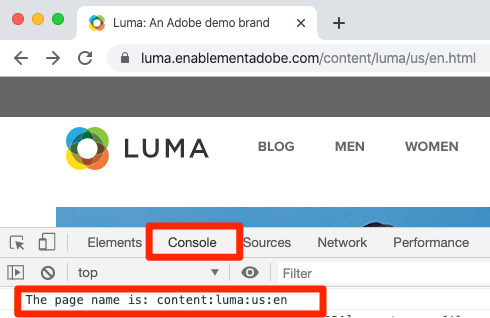 Luma: An Adobe demo brand
luma.enablementadobe.com/content/luma/us/en.html
LUMA BLOG MEN WOMEN
Elements Console Sources Network Performance
top Filter
The page name is: content:luma:us:en